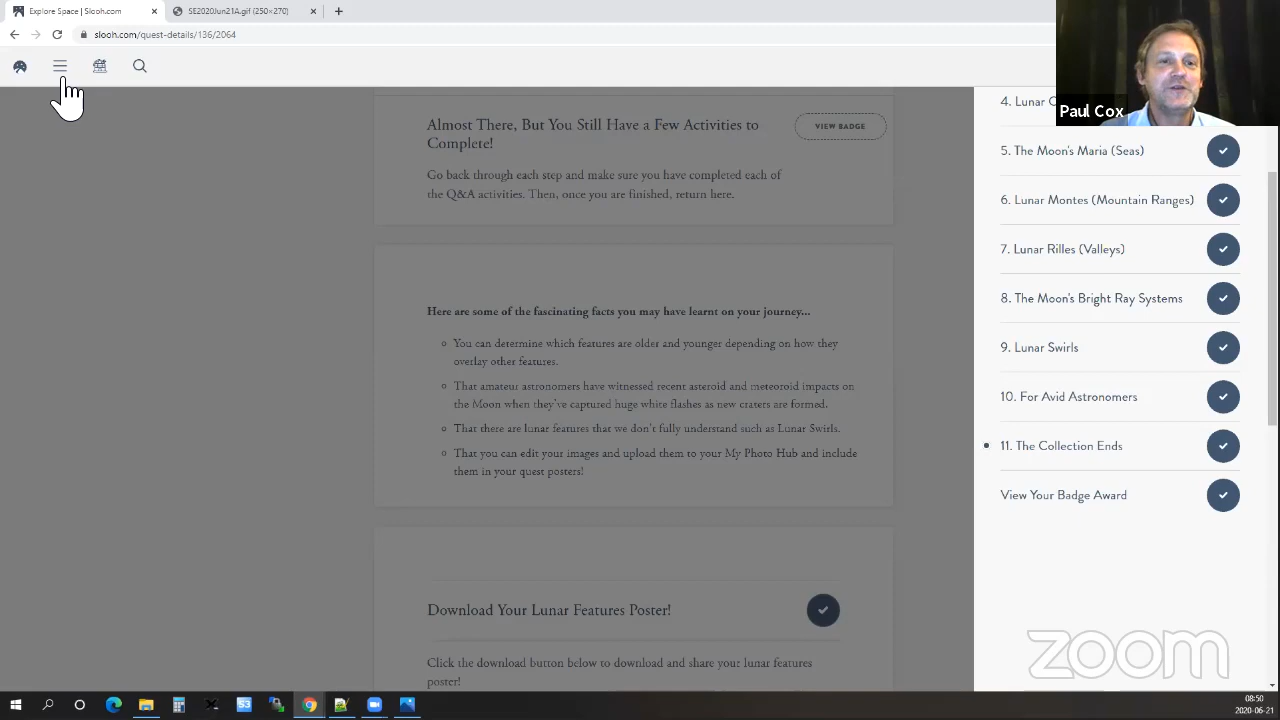 Explore Space | Slooh.com
SE2020Jun21A.gif (250×270)
slooh.com/quest-details/136/2064
Paul Cox
Almost There, But You Still Have a Few Activities to
Complete!
VIEW BADGE
Go back through each step and make sure you have completed each of
the Q&A activities. Then, once you are finished, return here.
Here are some of the fascinating facts you may have learnt on your journey...
You can determine which features are older and younger depending on how they
overlay other features.
That amateur astronomers have witnessed recent asteroid and meteoroid impacts on
the Moon when they've captured huge white flashes as new craters are formed.
That there are lunar features that we don't fully understand such as Lunar Swirls.
That you can edit your images and upload them to your My Photo Hub and include
them in your quest posters!
Download Your Lunar Features Poster!
Click the download button below to download and share your lunar features
poster!
4. Lunar
5. The Moon's Maria (Seas)
6. Lunar Montes (Mountain Ranges)
7. Lunar Rilles (Valleys)
8. The Moon's Bright Ray Systems
9. Lunar Swirls
10. For Avid Astronomers
11. The Collection Ends
View Your Badge Award
zoom
08:50
2020-06-21